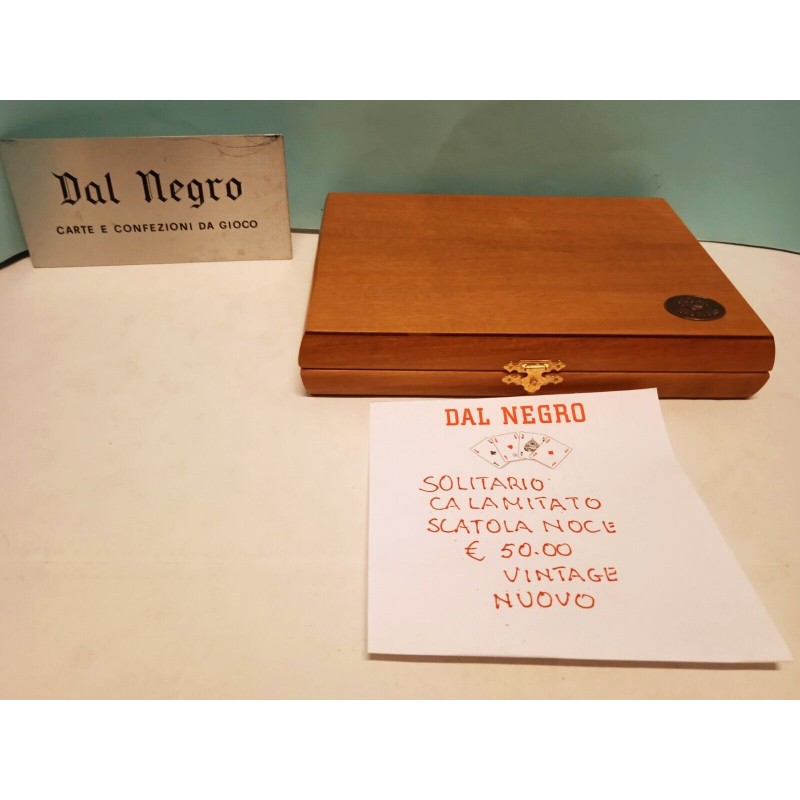 Dal Negro
CARTE E CONFEZIONI DA GIOCO
DAL NEGRO
SOLITARIO
CALAMITATO
SCATOLA NOCE
€ 50.00
VINTAGE
NUOVO